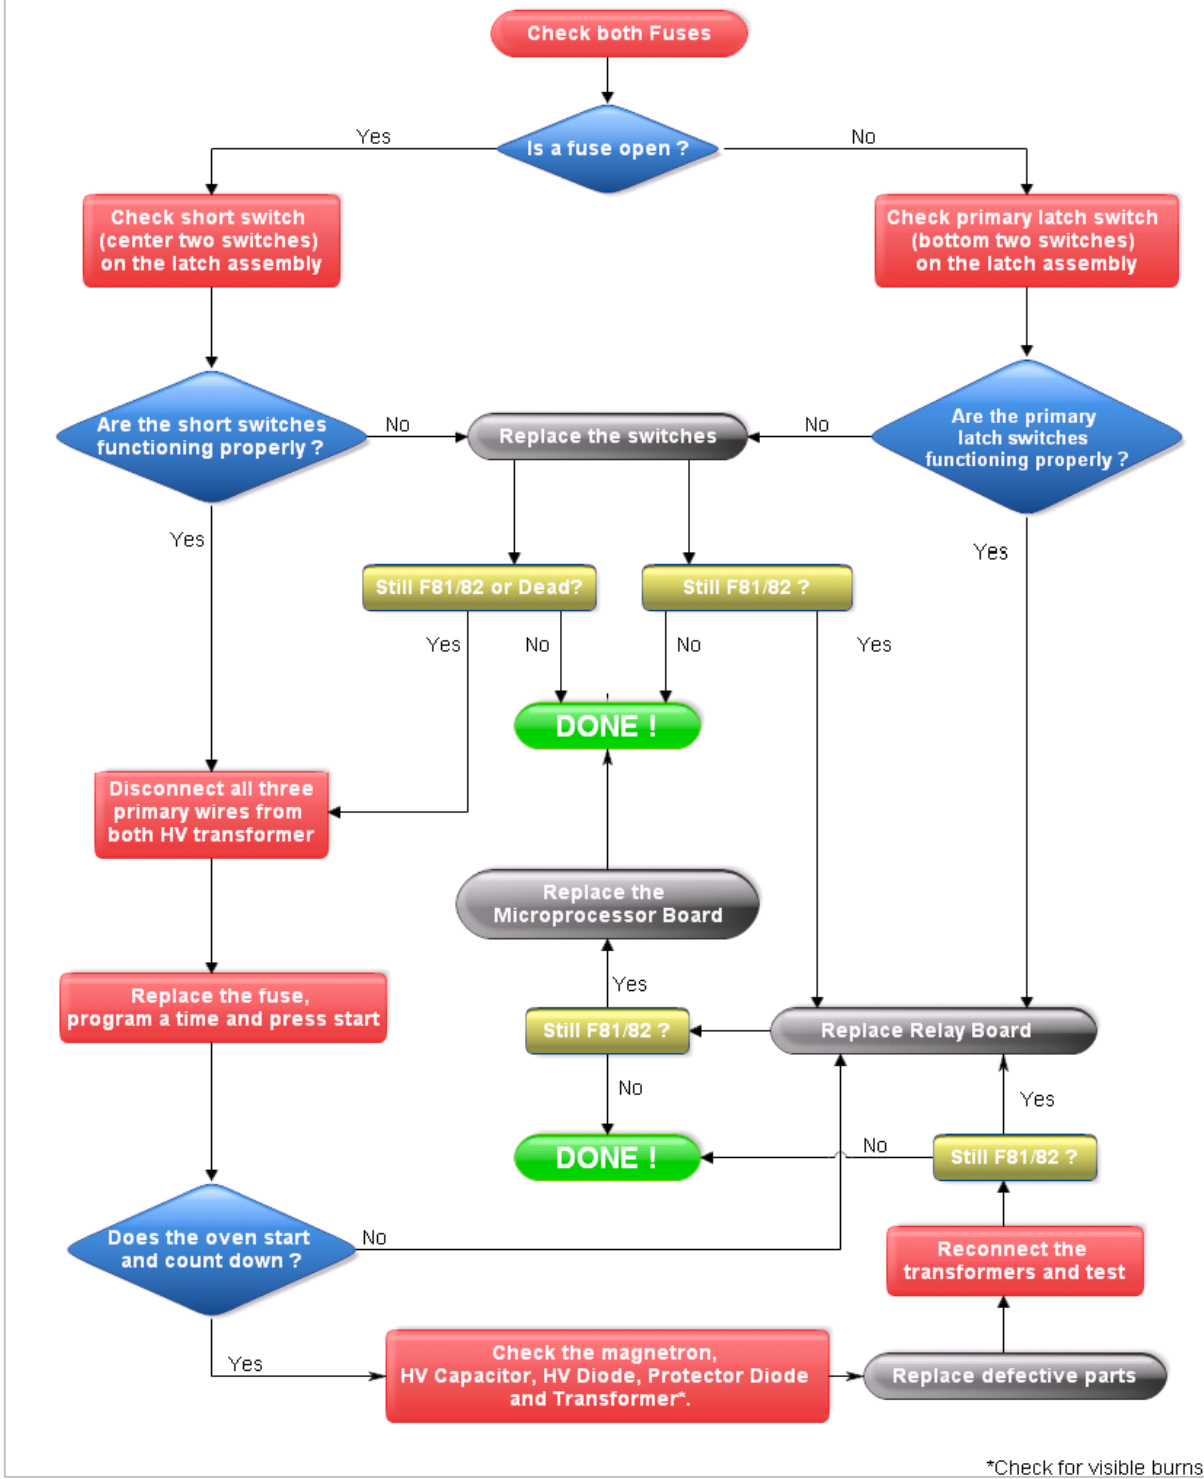 Check both Fuses
Is a fuse open ?
Yes
No
Check short switch
(center two switches)
on the latch assembly
Check primary latch switch
(bottom two switches)
on the latch assembly
Are the short switches
functioning properly ?
No
Replace the switches
No
Are the primary
latch switches
functioning properly ?
Yes
Yes
Still F81/82 or Dead?
Still F81/82 ?
Yes
No
No
Yes
DONE !
Disconnect all three
primary wires from
both HV transformer
Replace the
Microprocessor Board
Yes
Replace the fuse,
program a time and press start
Still F81/82 ?
Replace Relay Board
No
Yes
DONE !
No
Still F81/82 ?
Does the oven start
and count down ?
No
Reconnect the
transformers and test
Yes
Check the magnetron,
HV Capacitor, HV Diode, Protector Diode
and Transformer*.
Replace defective parts
*Check for visible burns